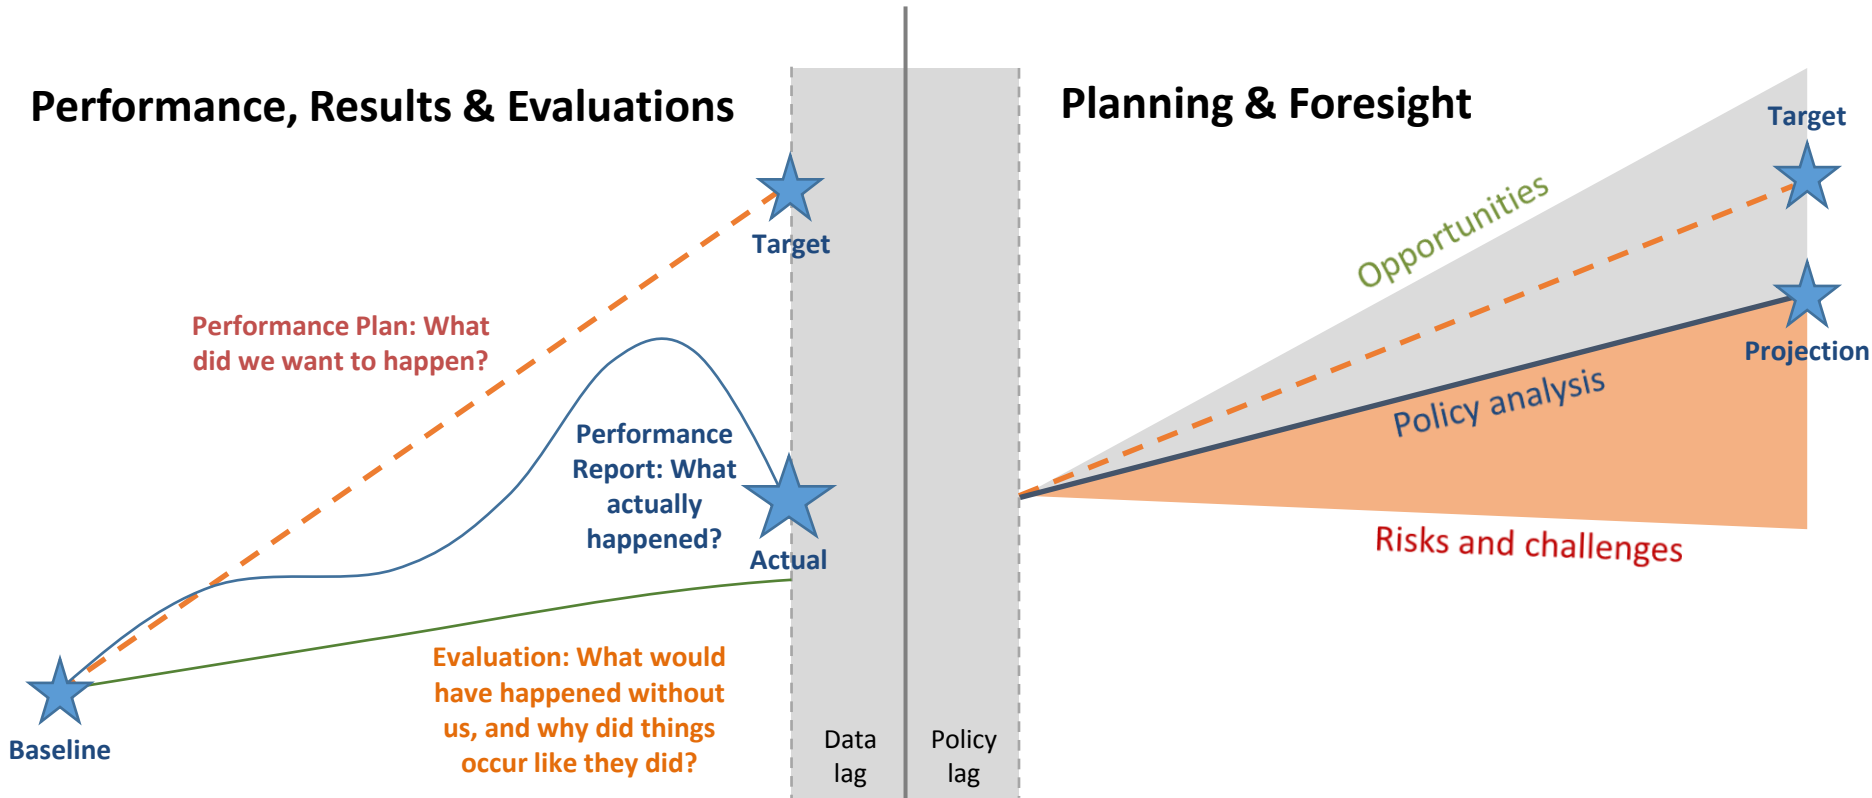 Performance, Results & Evaluations
Target
Performance Plan: What
did we want to happen?
Performance
Report: What
actually
happened?
Actual
Evaluation: What would
have happened without
us, and why did things
occur like they did?
Baseline
Data
lag
Policy
lag
Planning & Foresight
Target
Opportunities
Projection
Policy analysis
Risks and challenges